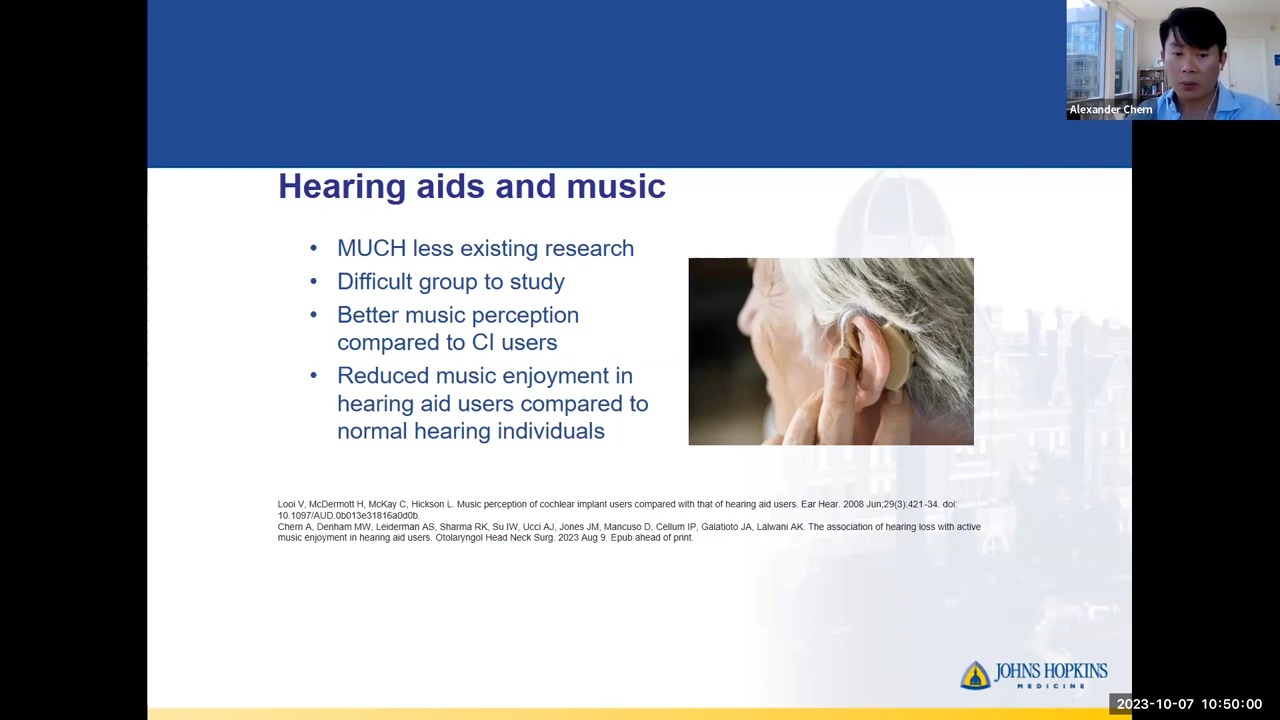 Alexander Chern
Hearing aids and music
• MUCH less existing research
• Difficult group to study
• Better music perception
compared to CI users
• Reduced music enjoyment in
hearing aid users compared to
normal hearing individuals
Looi V, McDermott H, McKay C, Hickson L. Music perception of cochlear implant users compared with that of hearing aid users. Ear Hear. 2008 Jun;29(3):421-34. doi:
10.1097/AUD.0b013e31816a0d0b.
Chern A, Denham MW, Leiderman AS, Sharma RK, Su IW, Ucci AJ, Jones JM, Mancuso D, Cellum IP, Galatioto JA, Lalwani AK. The association of hearing loss with active
music enjoyment in hearing aid users. Otolaryngol Head Neck Surg. 2023 Aug 9. Epub ahead of print.
JOHNS HOPKINS
MEDICINE
2023-10-07 10:50:00